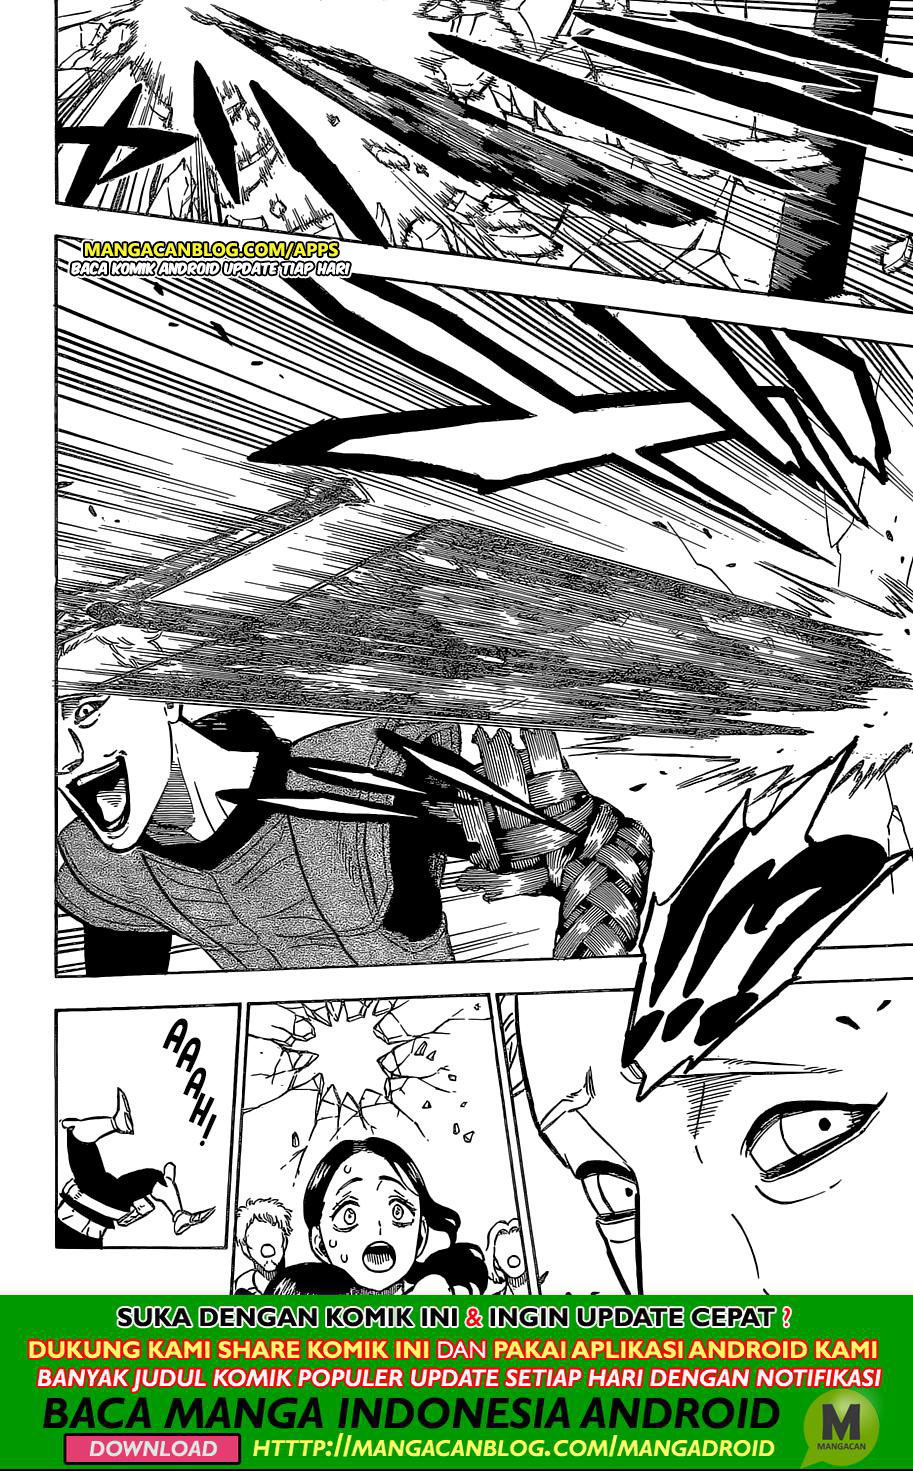 MANGACANBLOG.COM/APPS
BACA KOMIK ANDROID UPDATE TIAP HARI
!!?
AAAH!
SUKA DENGAN KOMIK INI & INGIN UPDATE CEPAT ?
DUKUNG KAMI SHARE KOMIK INI DAN PAKAI APLIKASI ANDROID KAMI
BANYAK JUDUL KOMIK POPULER UPDATE SETIAP HARI DENGAN NOTIFIKASI
BACA MANGA INDONESIA ANDROID
M
MANGACAN
DOWNLOAD HTTTP://MANGACANBLOG.COM/MANGADROID